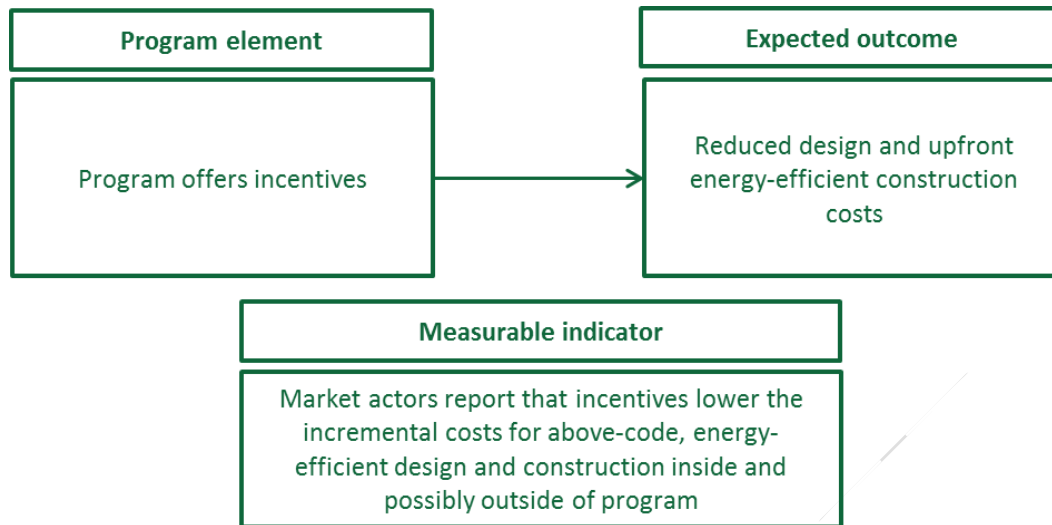 Program element
Expected outcome
Program offers incentives
Reduced design and upfront
energy-efficient construction
costs
Measurable indicator
Market actors report that incentives lower the
incremental costs for above-code, energy-
efficient design and construction inside and
possibly outside of program